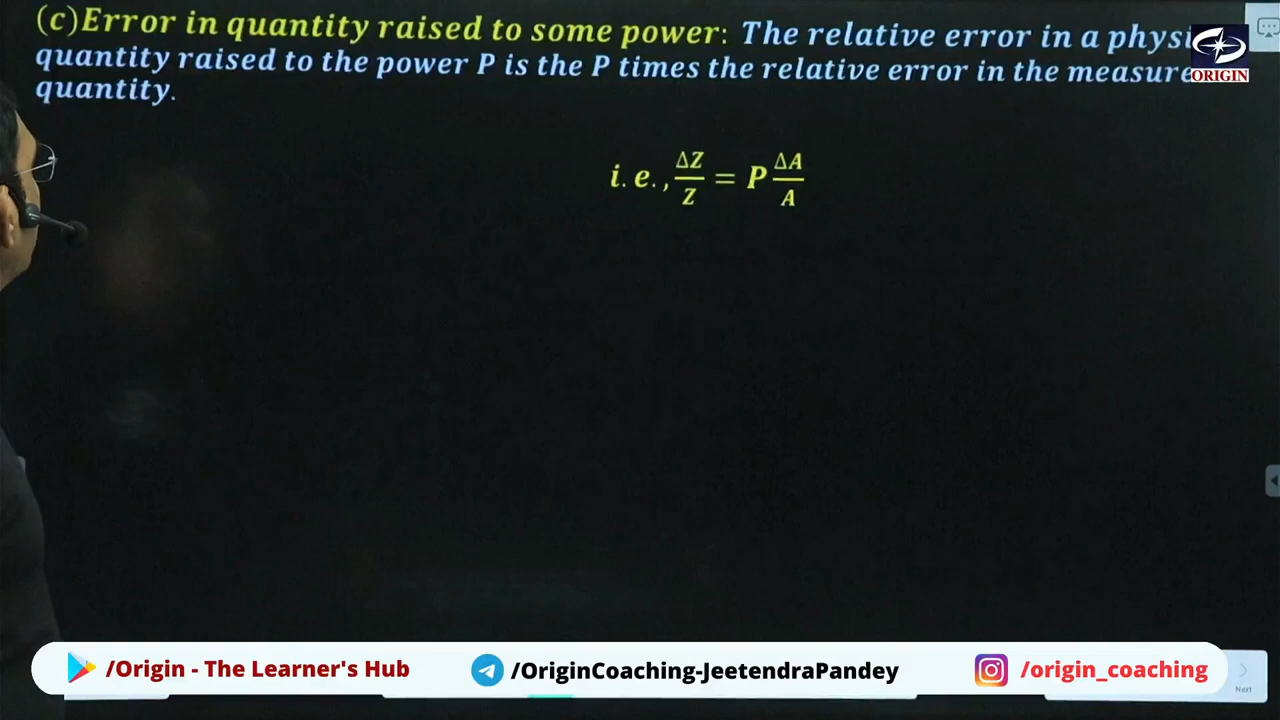 (c)Error in quantity raised to some power: The relative error in a physi
ORIGIN
quantity raised to the power P is the P times the relative error in the measure
quantity.
i.e., ΔZ/Z = P ΔA/A
/Origin - The Learner's Hub
/OriginCoaching-JeetendraPandey
/origin_coaching
Next